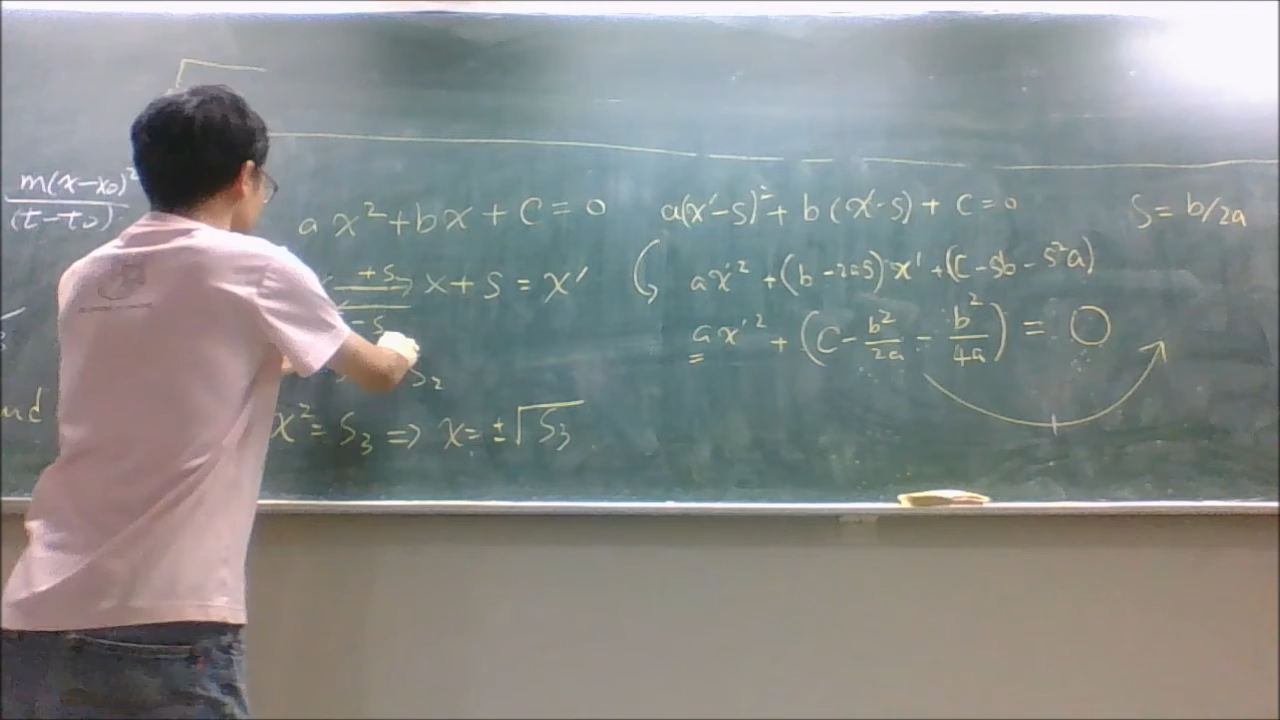 m(x-x0)²
(t-t0)
ax²+bx+c=0
+s
x+s=x'
-s
S2
x²=S3 ⇒ x=±√S3
a(x'-s)²+b(x'-s)+c=0
ax'²+(b-2as)x'+(c-sb-s²a)
ax'²+(c-b²/2a-b²/4a)=0
S=b/2a